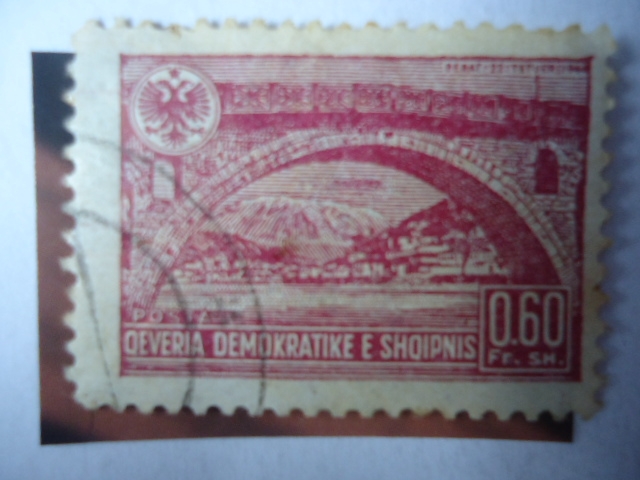 POSTA
QEVERIA DEMOKRATIKE E SHQIPNIS
0.60
Fr. SH.